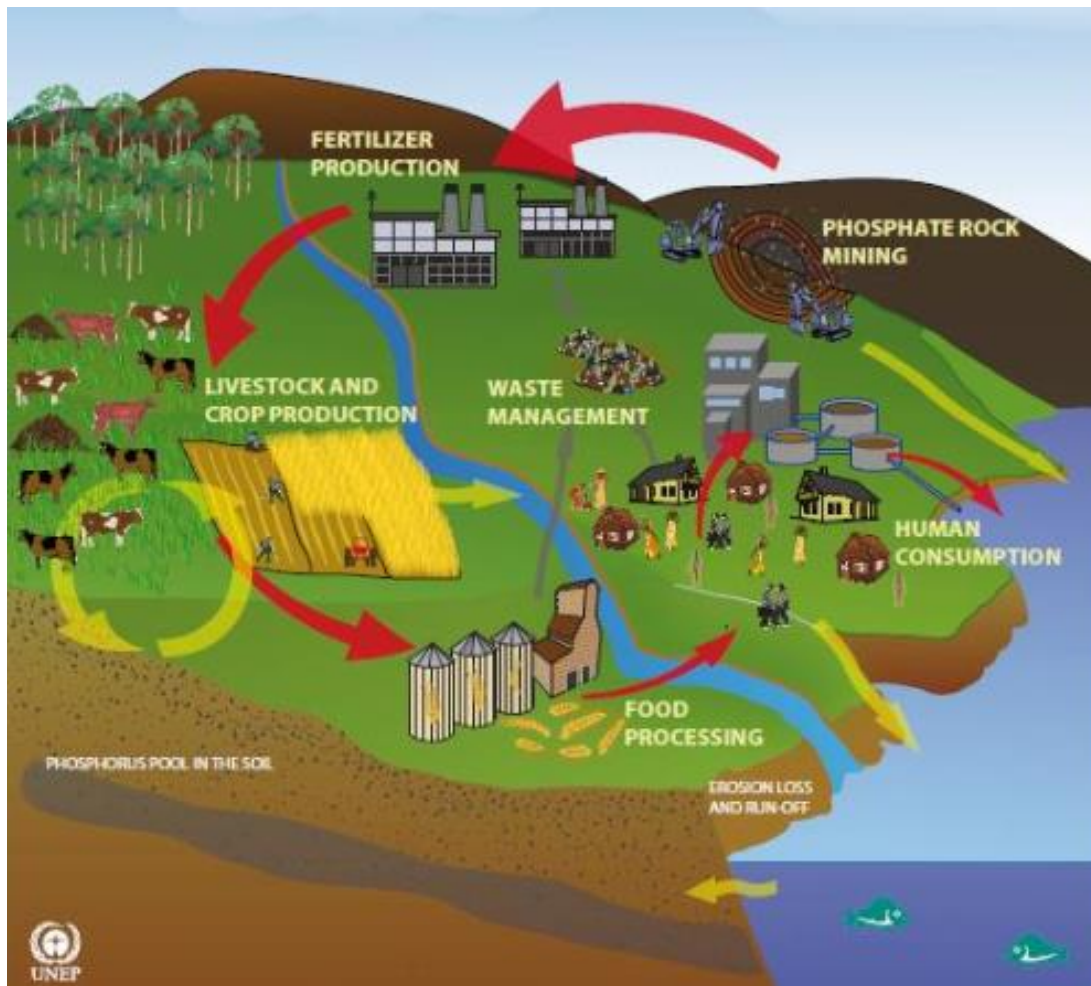 FERTILIZER
PRODUCTION
PHOSPHATE ROCK
MINING
LIVESTOCK AND
CROP PRODUCTION
WASTE
MANAGEMENT
HUMAN
CONSUMPTION
FOOD
PROCESSING
PHOSPHORUS POOL IN THE SOIL
EROSION LOSS
AND RUN-OFF
UNEP